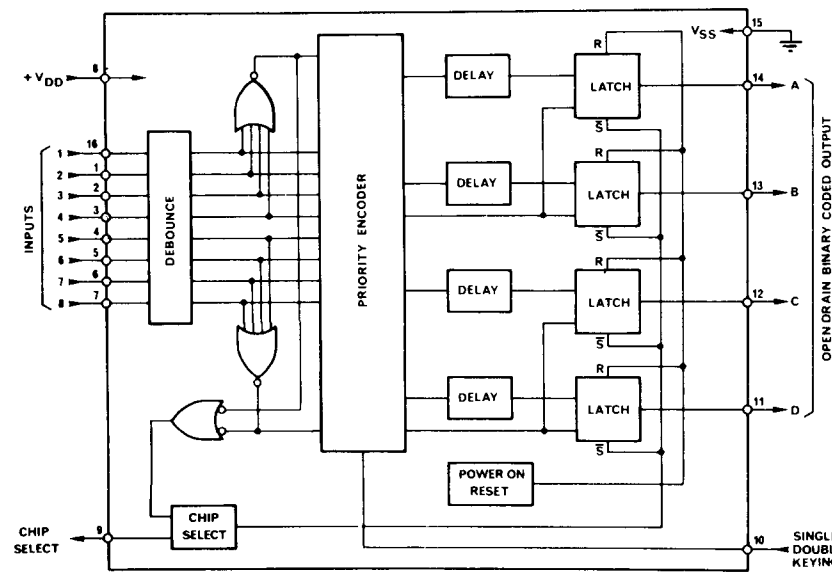 15
VSS
R
14
A
DELAY
LATCH
S̅
+ VDD
8
INPUTS
1 16
2 1
3 2
4 3
5 4
6 5
7 6
8 7
DEBOUNCE
PRIORITY ENCODER
R
13
B
DELAY
LATCH
S̅
R
12
C
DELAY
LATCH
S̅
R
11
D
DELAY
LATCH
S̅
OPEN DRAIN BINARY CODED OUTPUT
POWER ON
RESET
CHIP
SELECT
9
CHIP
SELECT
10
SINGL
DOUBL
KEYING